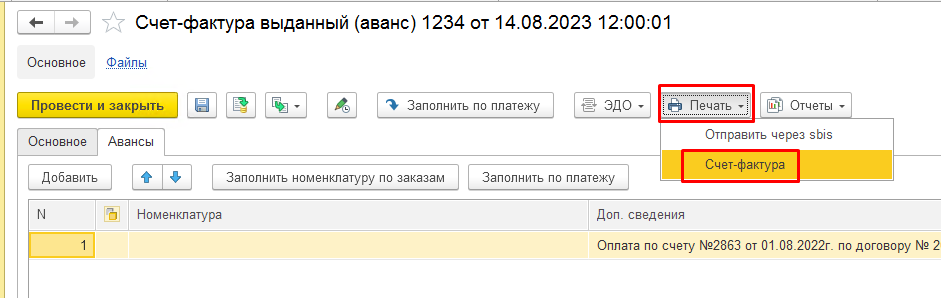 Счет-фактура выданный (аванс) 1234 от 14.08.2023 12:00:01
Основное Файлы
Провести и закрыть Заполнить по платежу ЭДО Печать Отчеты
Отправить через sbis
Счет-фактура
Основное Авансы
Добавить Заполнить номенклатуру по заказам Заполнить по платежу
N Номенклатура Доп. сведения
1 Оплата по счету №2863 от 01.08.2022г. по договору № 2